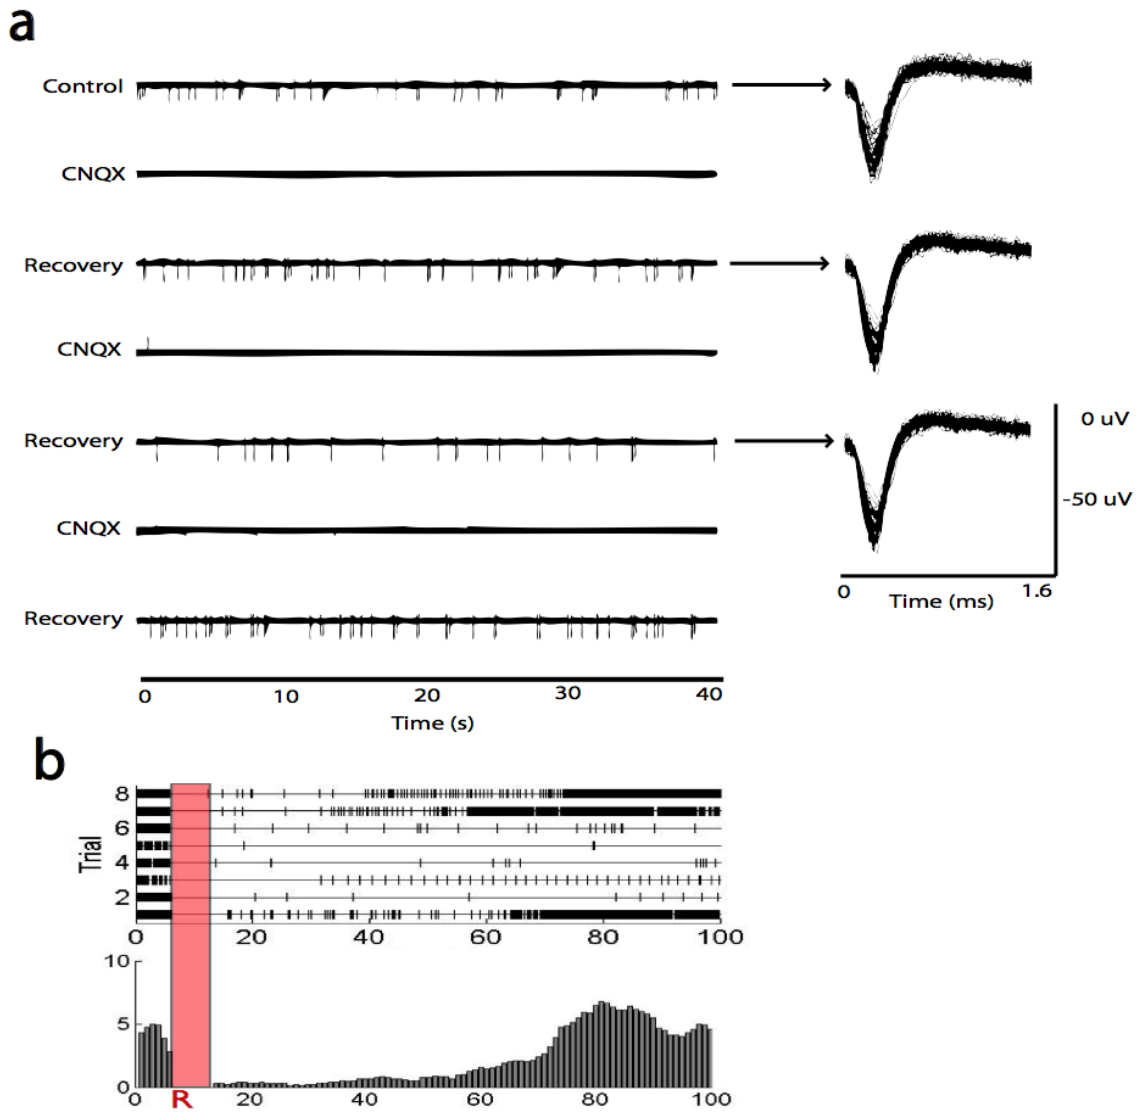 a
Control
CNQX
Recovery
CNQX
Recovery
0 uV
-50 uV
CNQX
0 Time (ms) 1.6
Recovery
0 10 20 30 40
Time (s)
b
Trial
8
6
4
2
0 20 40 60 80 100
10
5
0
0 R 20 40 60 80 100